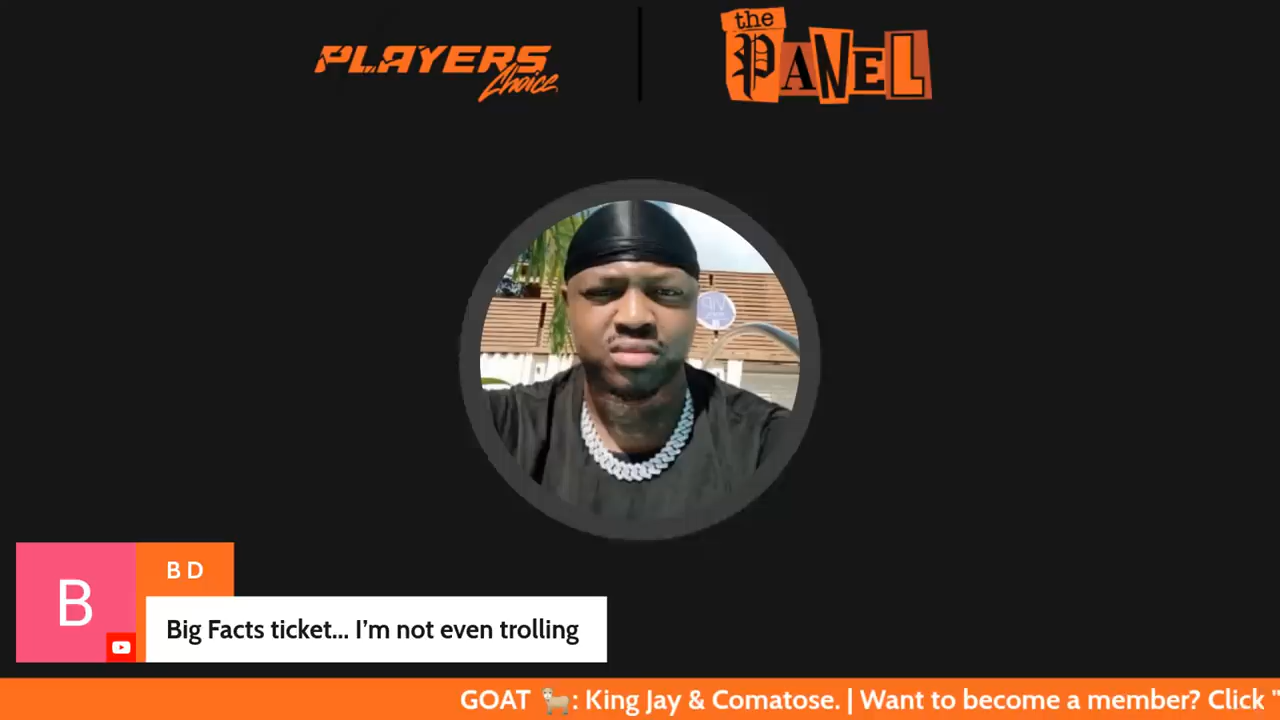 PLAYERS
Choice
the
PANEL
VIP
B
B D
Big Facts ticket... I'm not even trolling
GOAT 🐏: King Jay & Comatose. | Want to become a member? Click "